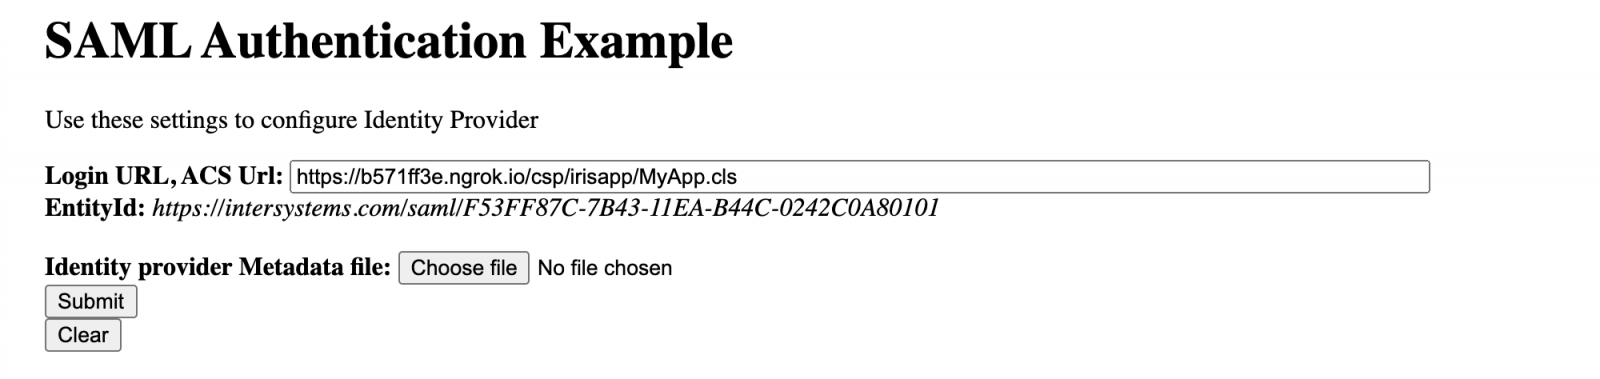 SAML Authentication Example
Use these settings to configure Identity Provider
Login URL, ACS Url: https://b571ff3e.ngrok.io/csp/irisapp/MyApp.cls
EntityId: https://intersystems.com/saml/F53FF87C-7B43-11EA-B44C-0242C0A80101
Identity provider Metadata file: Choose file No file chosen
Submit
Clear